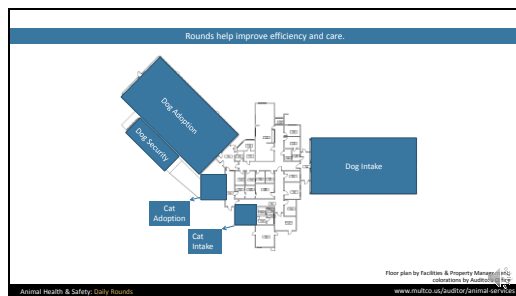 Rounds help improve efficiency and care.
Dog Adoption
Dog Security
Dog Intake
Cat
Adoption
Cat
Intake
Floor plan by Facilities & Property Management,
colorations by Auditor's Office
Animal Health & Safety: Daily Rounds
www.multco.us/auditor/animal-services